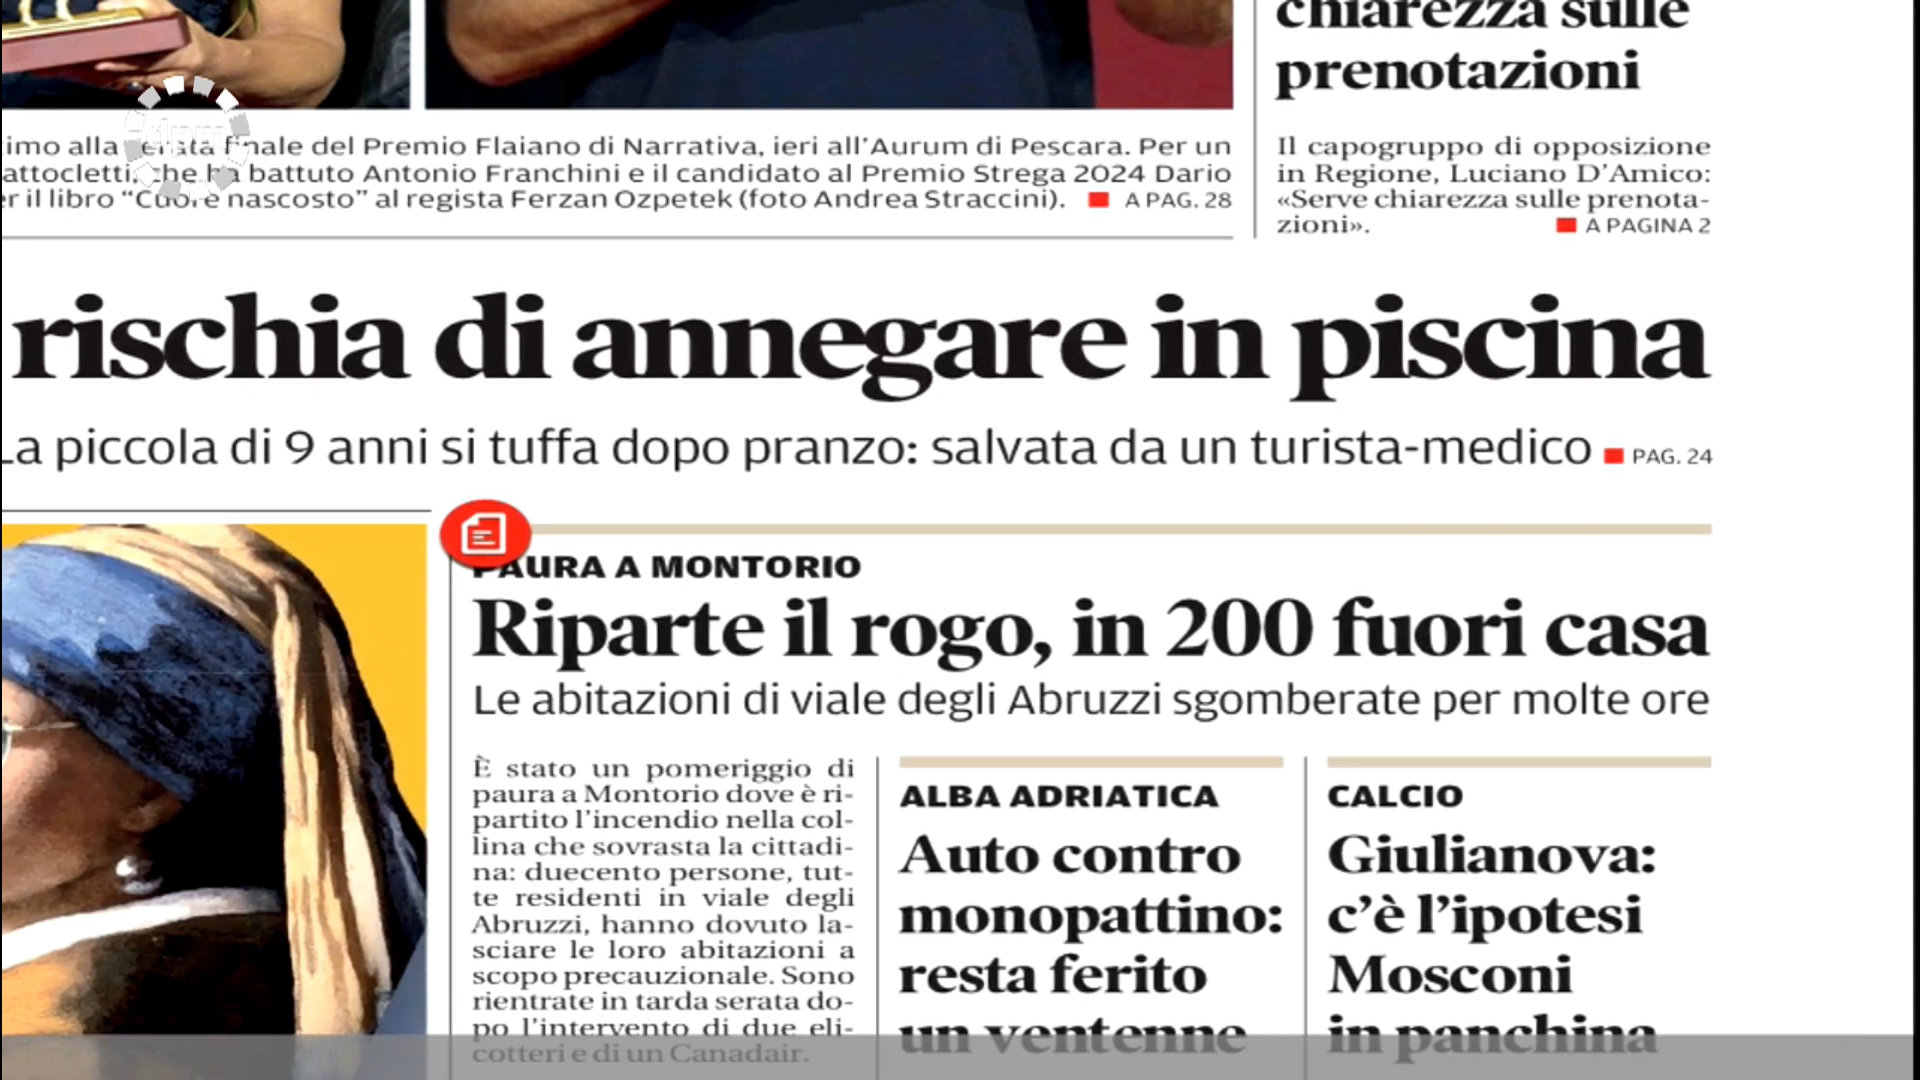 chiarezza sulle
prenotazioni
Il capogruppo di opposizione
in Regione, Luciano D'Amico:
«Serve chiarezza sulle prenota-
zioni». A PAGINA 2
imo alla serata finale del Premio Flaiano di Narrativa, ieri all'Aurum di Pescara. Per un
attocletti, che ha battuto Antonio Franchini e il candidato al Premio Strega 2024 Dario
er il libro “Cuore nascosto” al regista Ferzan Ozpetek (foto Andrea Straccini). A PAG. 28
rischia di annegare in piscina
La piccola di 9 anni si tuffa dopo pranzo: salvata da un turista-medico PAG. 24
PAURA A MONTORIO
Riparte il rogo, in 200 fuori casa
Le abitazioni di viale degli Abruzzi sgomberate per molte ore
È stato un pomeriggio di
paura a Montorio dove è ri-
partito l'incendio nella col-
lina che sovrasta la cittadi-
na: duecento persone, tut-
te residenti in viale degli
Abruzzi, hanno dovuto la-
sciare le loro abitazioni a
scopo precauzionale. Sono
rientrate in tarda serata do-
po l'intervento di due eli-
cotteri e di un Canadair.
ALBA ADRIATICA
Auto contro
monopattino:
resta ferito
un ventenne
CALCIO
Giulianova:
c'è l'ipotesi
Mosconi
in panchina